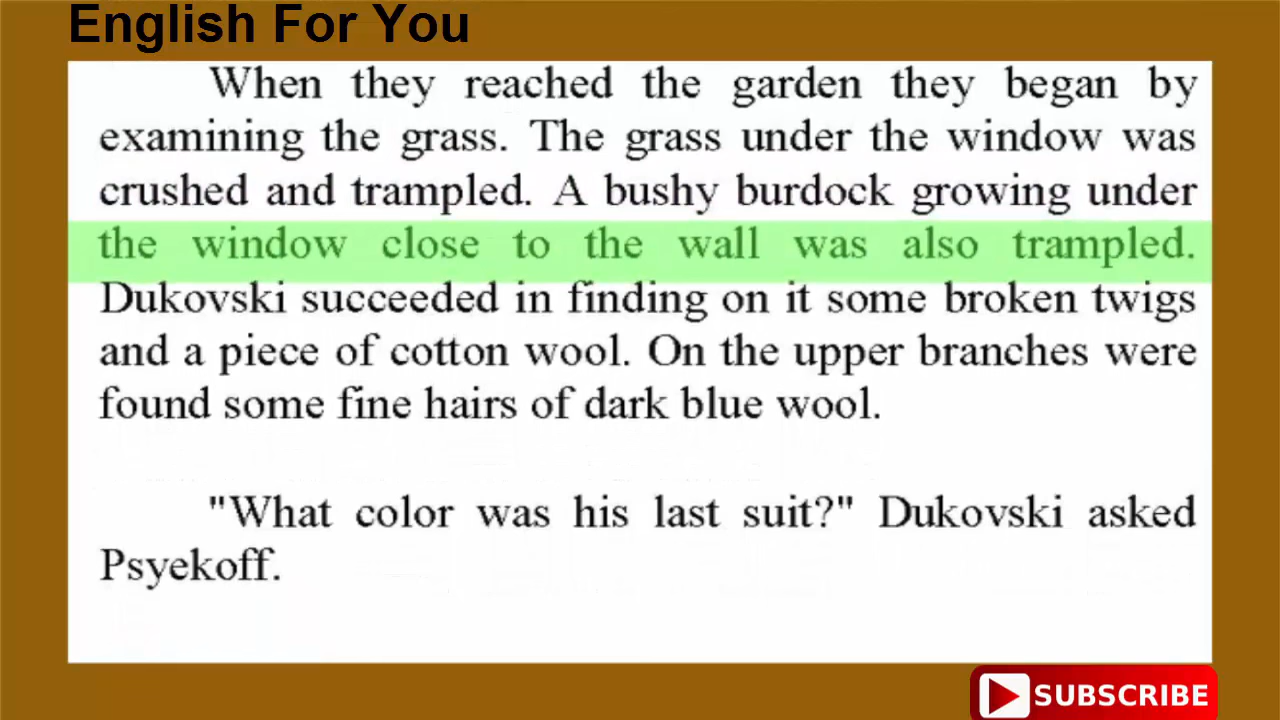 English For You
When they reached the garden they began by
examining the grass. The grass under the window was
crushed and trampled. A bushy burdock growing under
the window close to the wall was also trampled.
Dukovski succeeded in finding on it some broken twigs
and a piece of cotton wool. On the upper branches were
found some fine hairs of dark blue wool.
"What color was his last suit?" Dukovski asked
Psyekoff.
SUBSCRIBE